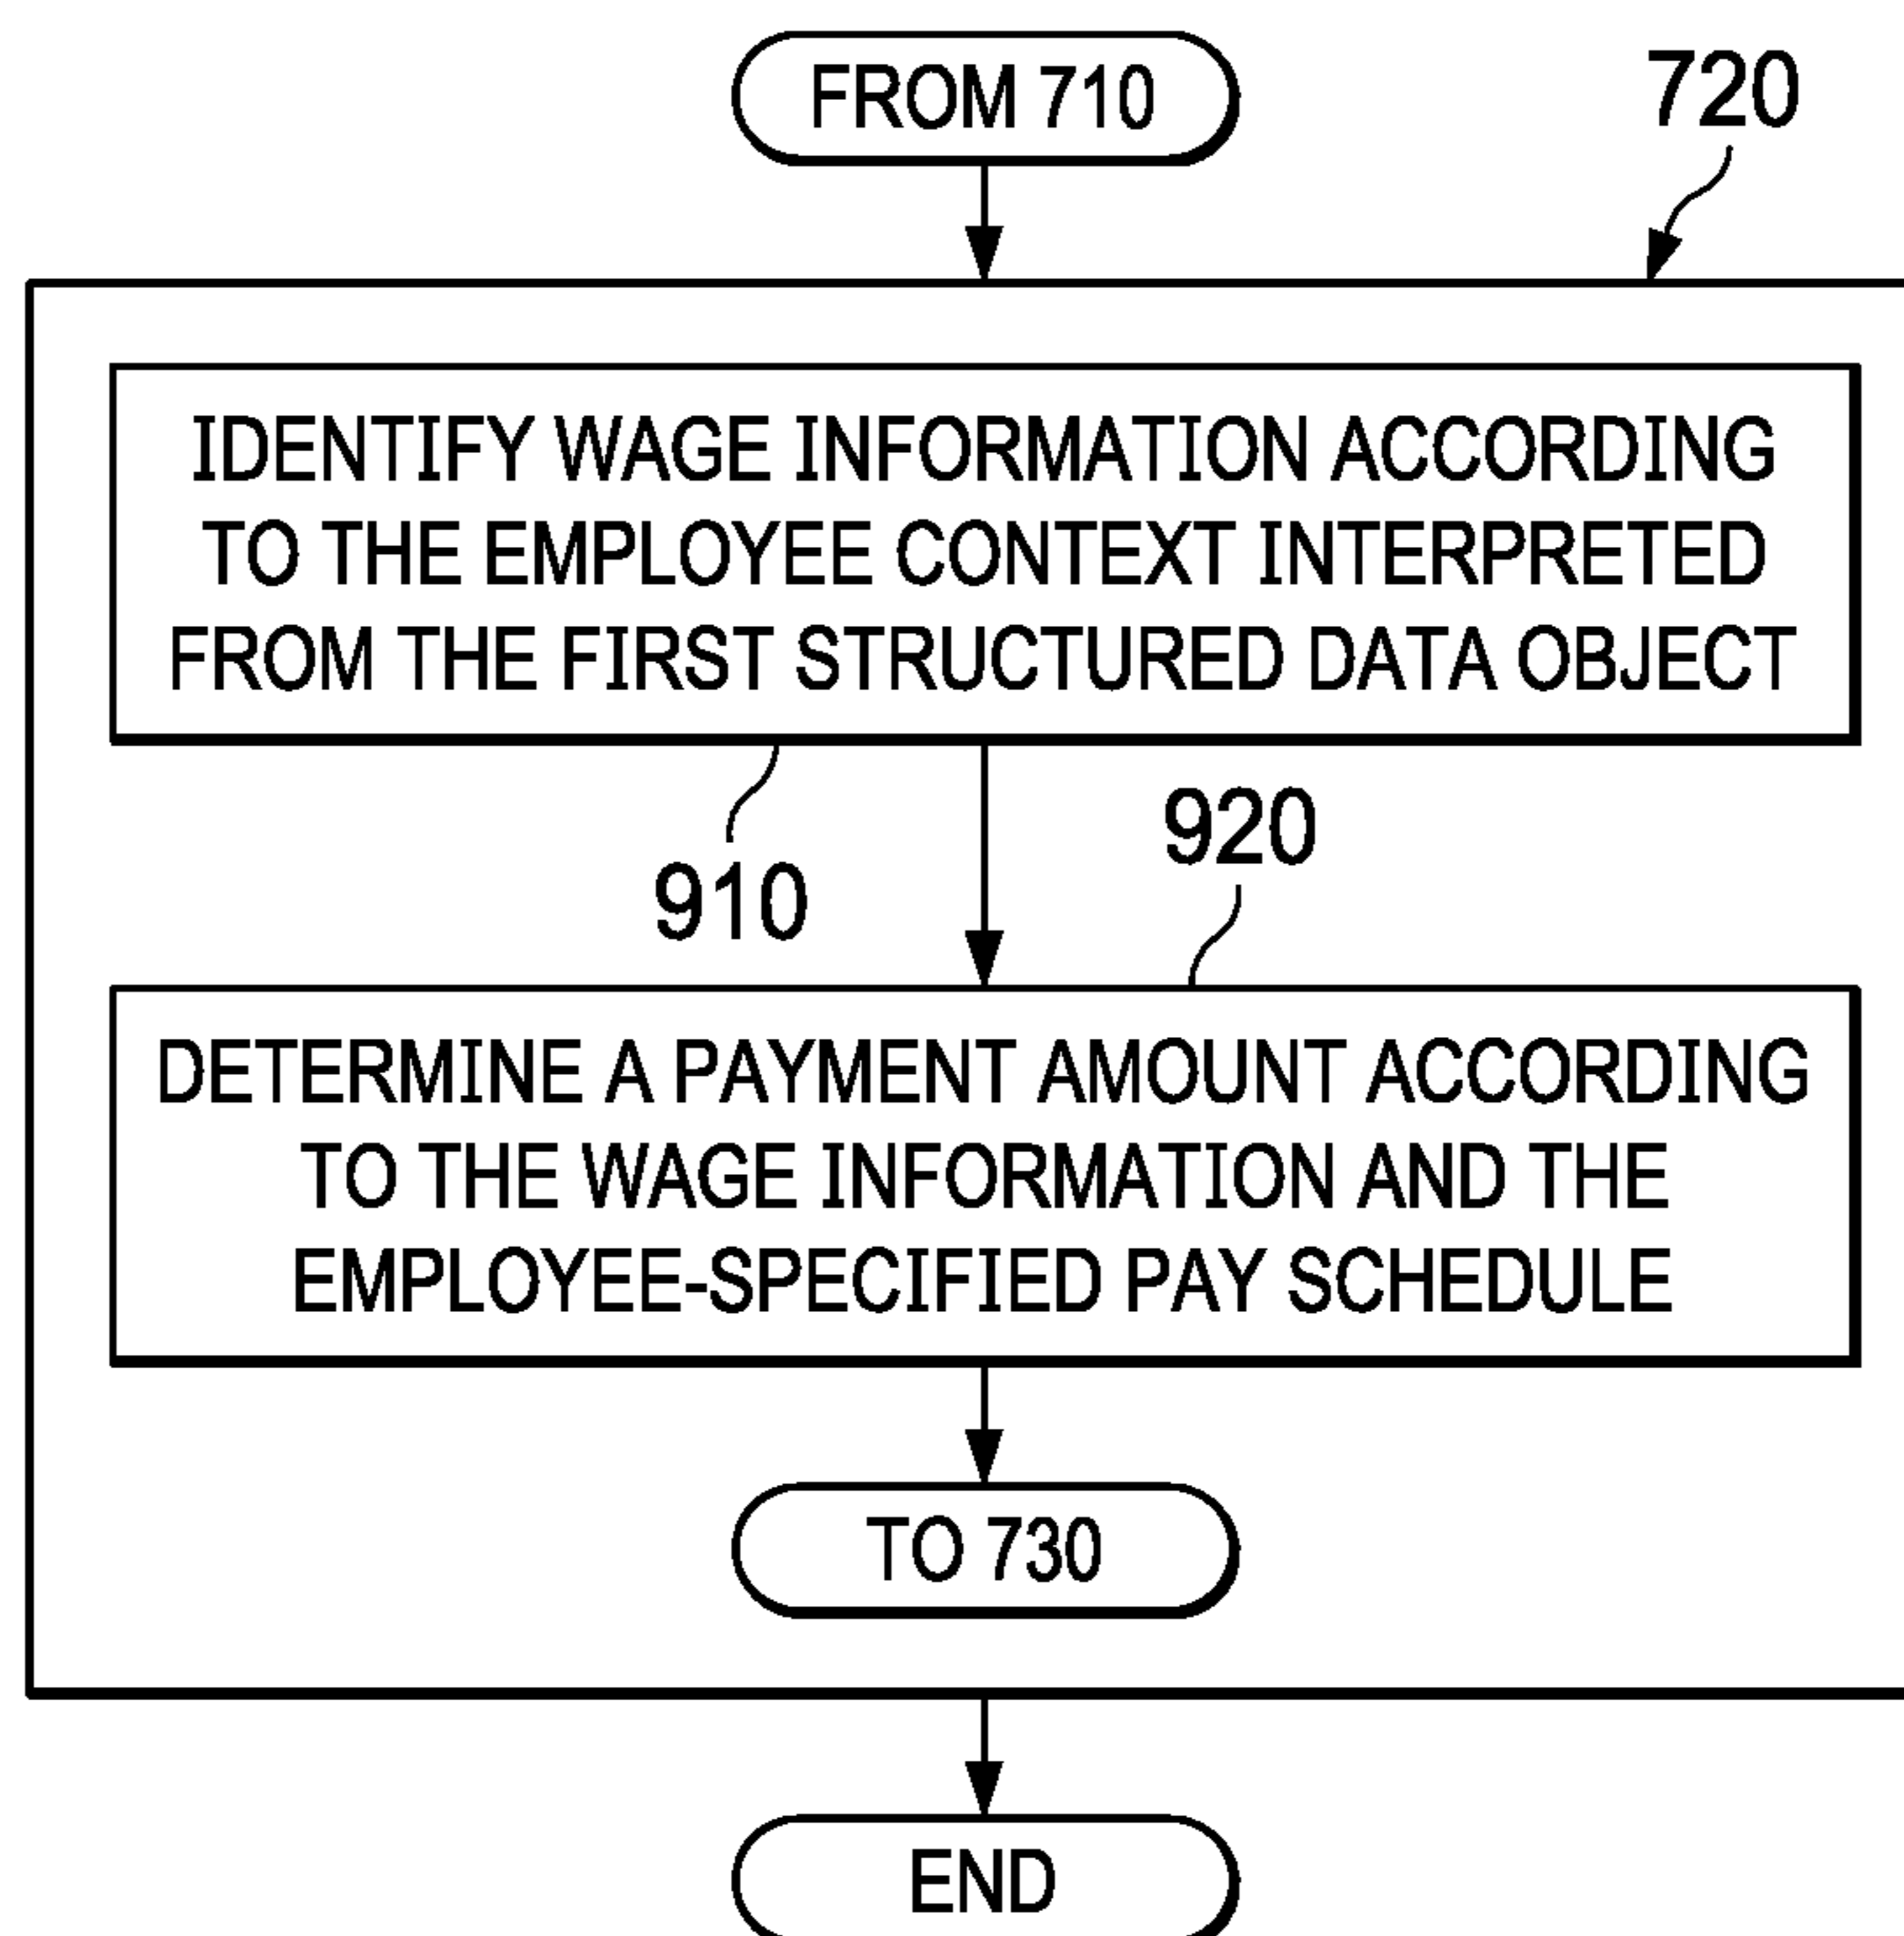 FROM 710
720
IDENTIFY WAGE INFORMATION ACCORDING
TO THE EMPLOYEE CONTEXT INTERPRETED
FROM THE FIRST STRUCTURED DATA OBJECT
910
920
DETERMINE A PAYMENT AMOUNT ACCORDING
TO THE WAGE INFORMATION AND THE
EMPLOYEE-SPECIFIED PAY SCHEDULE
TO 730
END